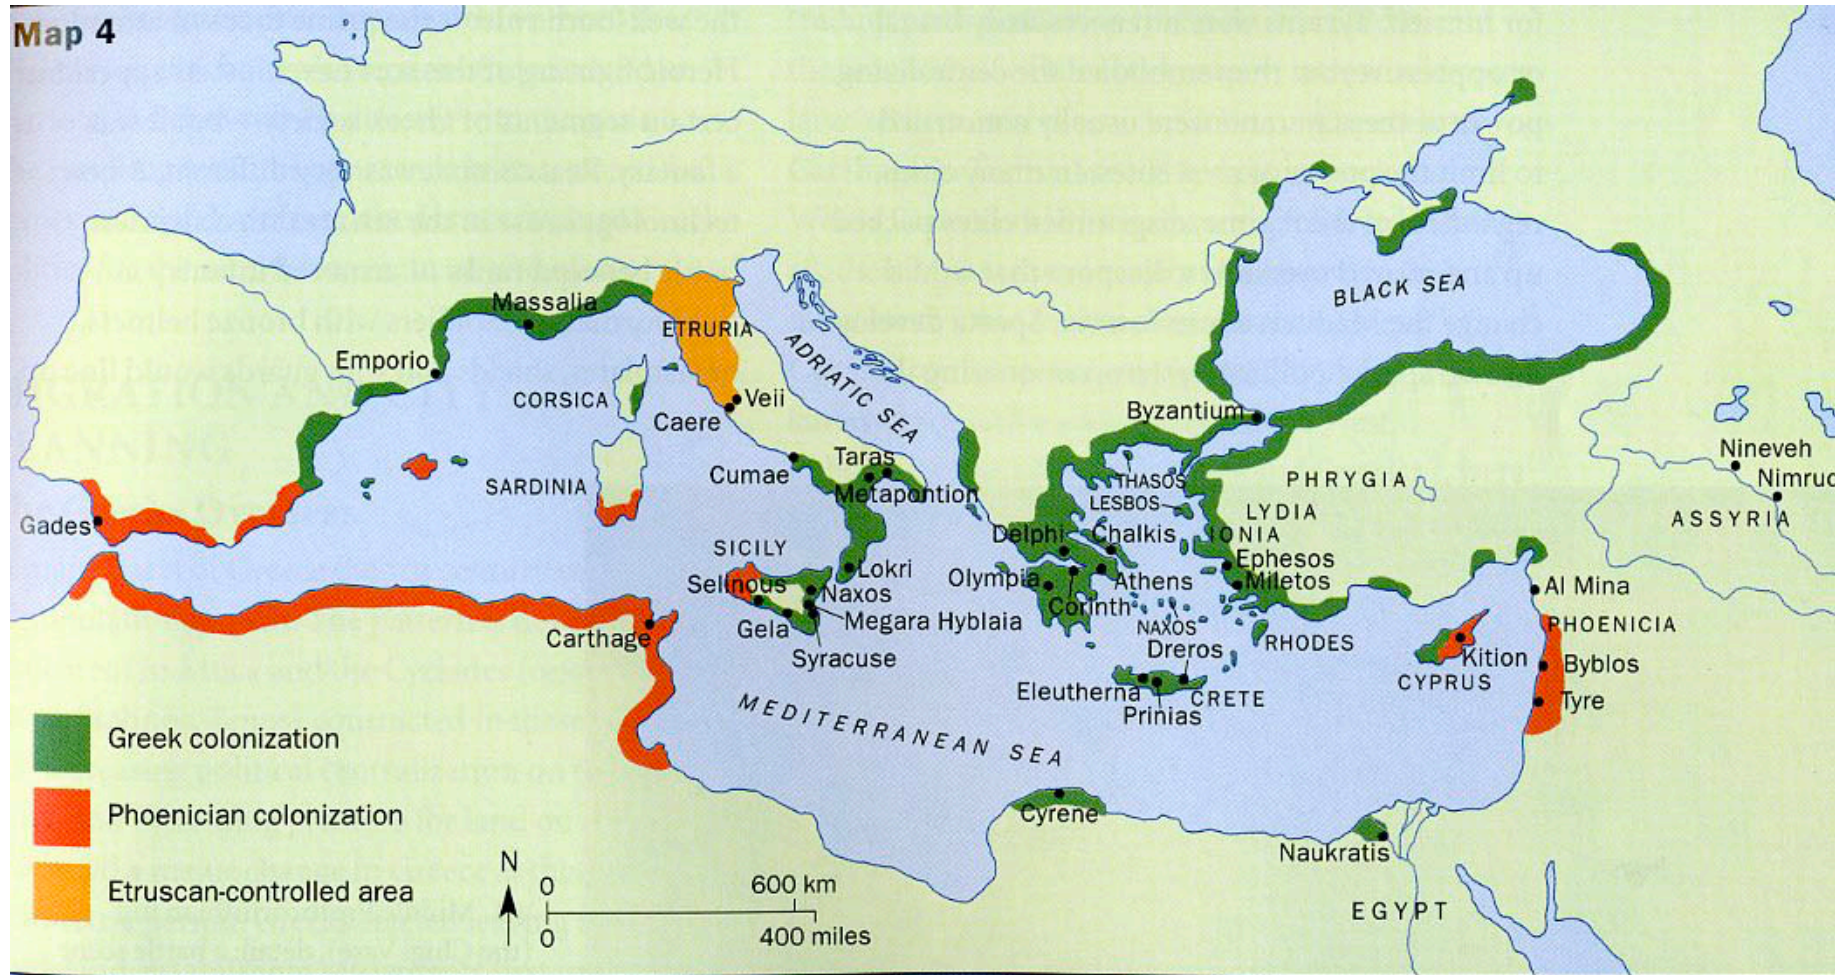 Map 4
BLACK SEA
Massalia
ETRURIA
ADRIATIC SEA
Emporio
CORSICA
Veii
Caere
Byzantium
Nineveh
Nimruc
ASSYRIA
Taras
Cumae
Metapontion
SARDINIA
THASOS
PHRYGIA
LESBOS
LYDIA
Gades
Delphi
Chalkis
IONIA
SICILY
Ephesos
Selinous
Lokri
Naxos
Olympia
Athens
Miletos
Al Mina
Corinth
Carthage
Gela
Megara Hyblaia
NAXOS
RHODES
PHOENICIA
Syracuse
Dreros
Kition
Byblos
CYPRUS
Eleutherna
CRETE
Prinias
Tyre
MEDITERRANEAN SEA
Greek colonization
Phoenician colonization
Etruscan-controlled area
Cyrene
Naukratis
EGYPT
N
0
600 km
0
400 miles